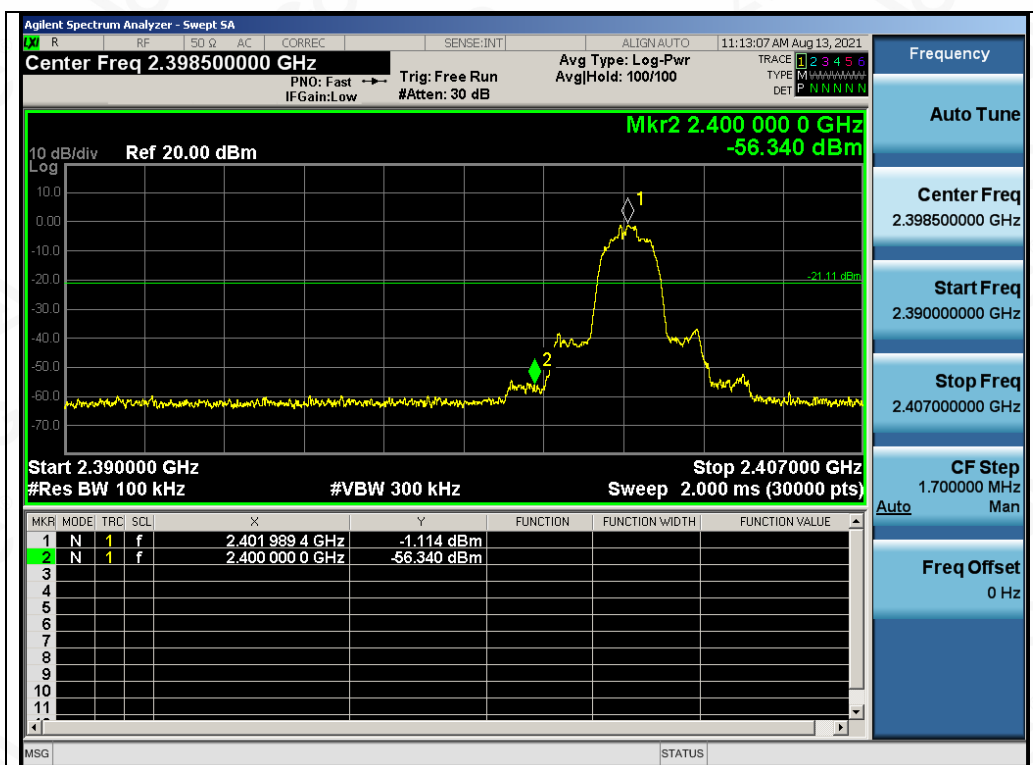 Agilent Spectrum Analyzer - Swept SA
LXI R RF 50 Ω AC CORREC SENSE:INT ALIGN AUTO 11:13:07 AM Aug 13, 2021
Center Freq 2.398500000 GHz
PNO: Fast
IFGain:Low
Trig: Free Run
#Atten: 30 dB
Avg Type: Log-Pwr
Avg|Hold: 100/100
TRACE 1 2 3 4 5 6
TYPE M
DET P N N N N N
Mkr2 2.400 000 0 GHz
-56.340 dBm
10 dB/div Ref 20.00 dBm
Log
10.0
0.00
-10.0
-20.0
-30.0
-40.0
-50.0
-60.0
-70.0
1
-21.11 dBm
2
Start 2.390000 GHz Stop 2.407000 GHz
#Res BW 100 kHz #VBW 300 kHz Sweep 2.000 ms (30000 pts)
MKR MODE TRC SCL X Y FUNCTION FUNCTION WIDTH FUNCTION VALUE
1 N 1 f 2.401 989 4 GHz -1.114 dBm
2 N 1 f 2.400 000 0 GHz -56.340 dBm
3
4
5
6
7
8
9
10
11
MSG STATUS
Frequency
Auto Tune
Center Freq
2.398500000 GHz
Start Freq
2.390000000 GHz
Stop Freq
2.407000000 GHz
CF Step
1.700000 MHz
Auto Man
Freq Offset
0 Hz